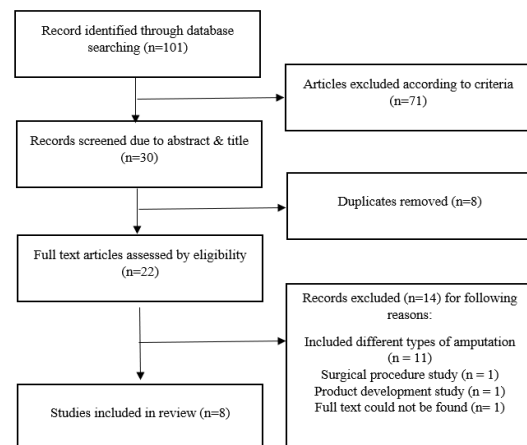 Record identified through database
searching (n=101)
Articles excluded according to criteria
(n=71)
Records screened due to abstract & title
(n=30)
Duplicates removed (n=8)
Full text articles assessed by eligibility
(n=22)
Records excluded (n=14) for following
reasons:
Included different types of amputation
(n = 11)
Surgical procedure study (n = 1)
Product development study (n = 1)
Full text could not be found (n= 1)
Studies included in review (n=8)